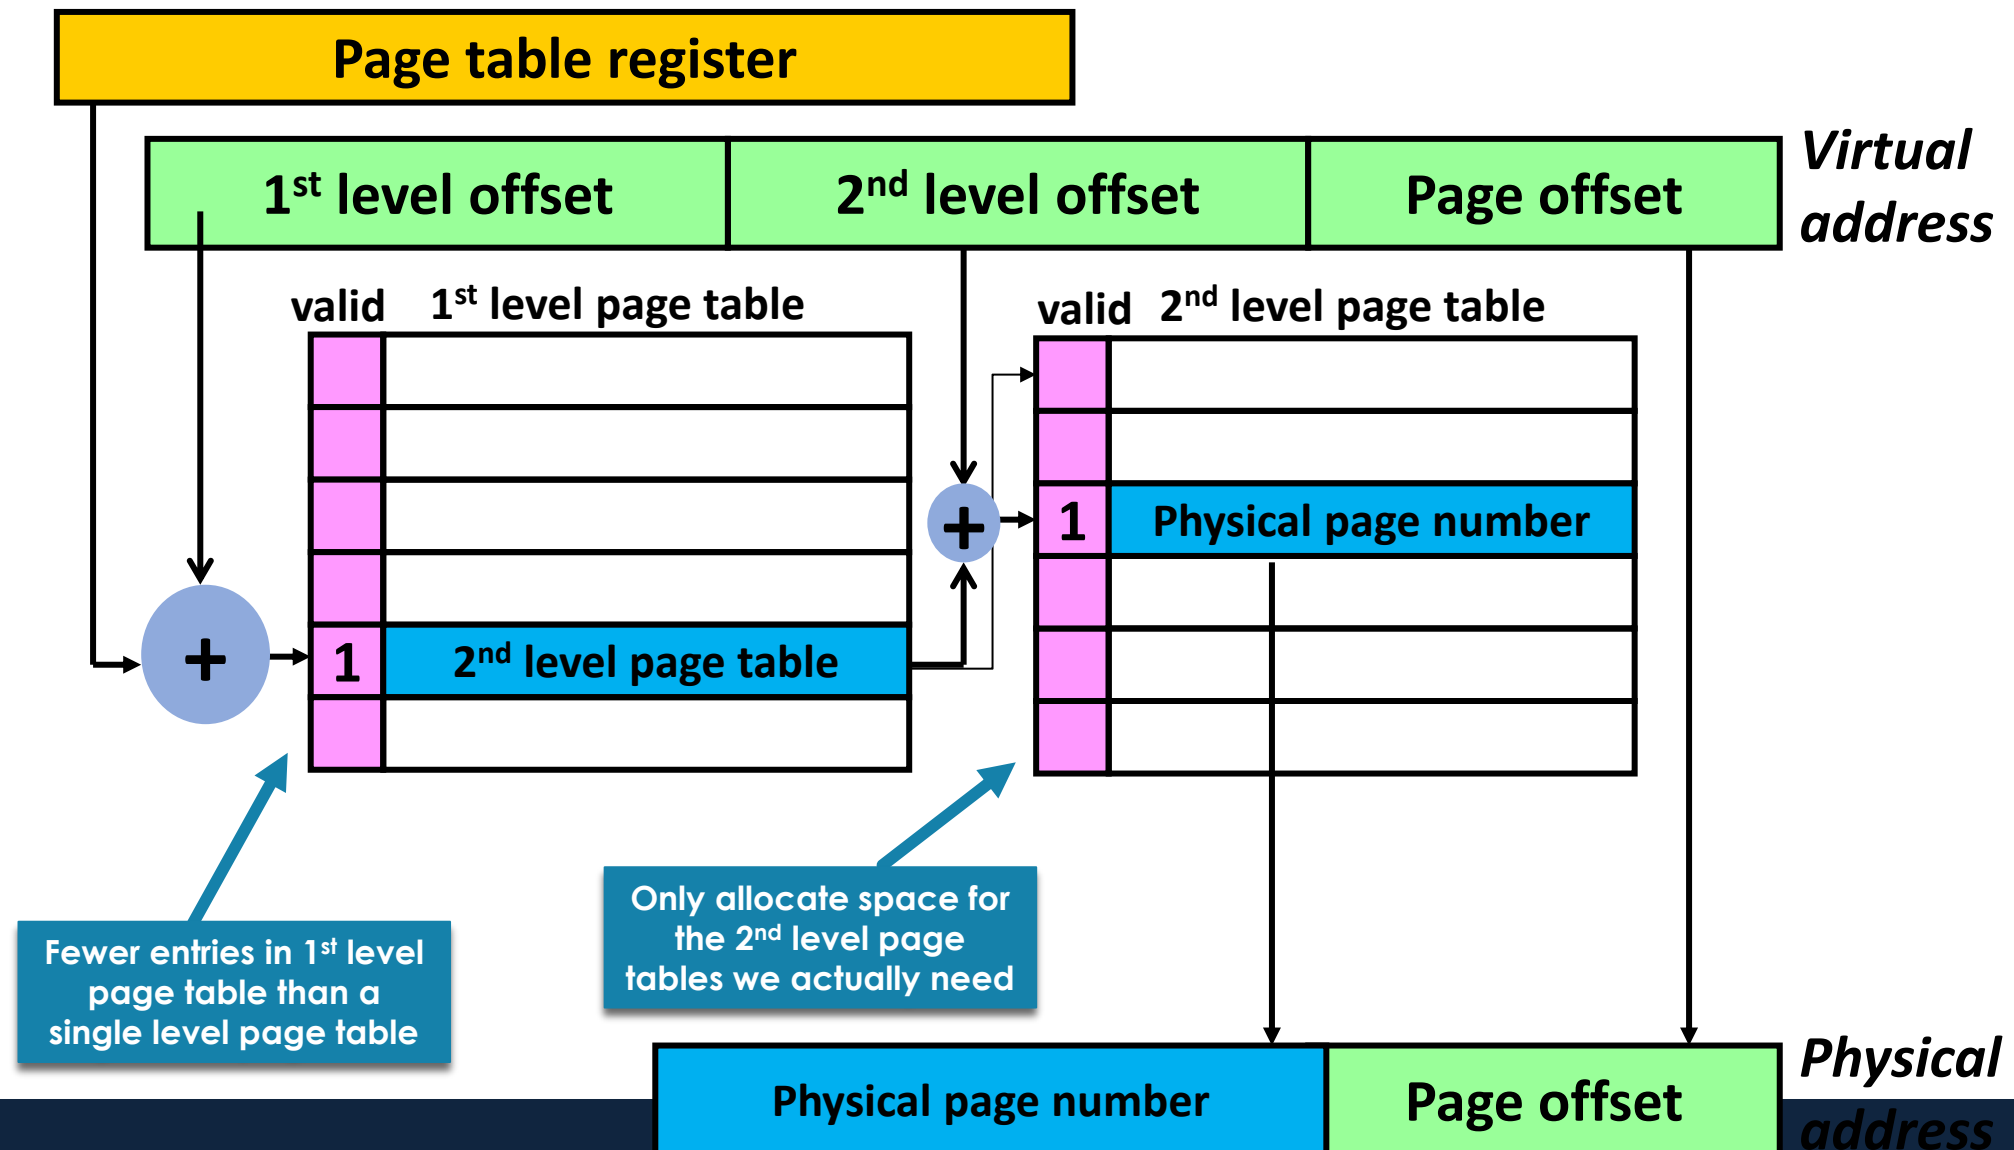 Page table register
1st level offset
2nd level offset
Page offset
Virtual
address
valid
1st level page table
valid
2nd level page table
1
Physical page number
+
+
1
2nd level page table
Only allocate space for
the 2nd level page
tables we actually need
Fewer entries in 1st level
page table than a
single level page table
Physical page number
Page offset
Physical
address